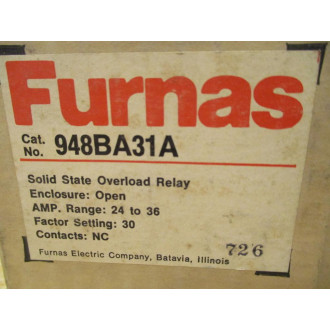 Furnas
Cat. No. 948BA31A
Solid State Overload Relay
Enclosure: Open
AMP. Range: 24 to 36
Factor Setting: 30
Contacts: NC
726
Furnas Electric Company, Batavia, Illinois